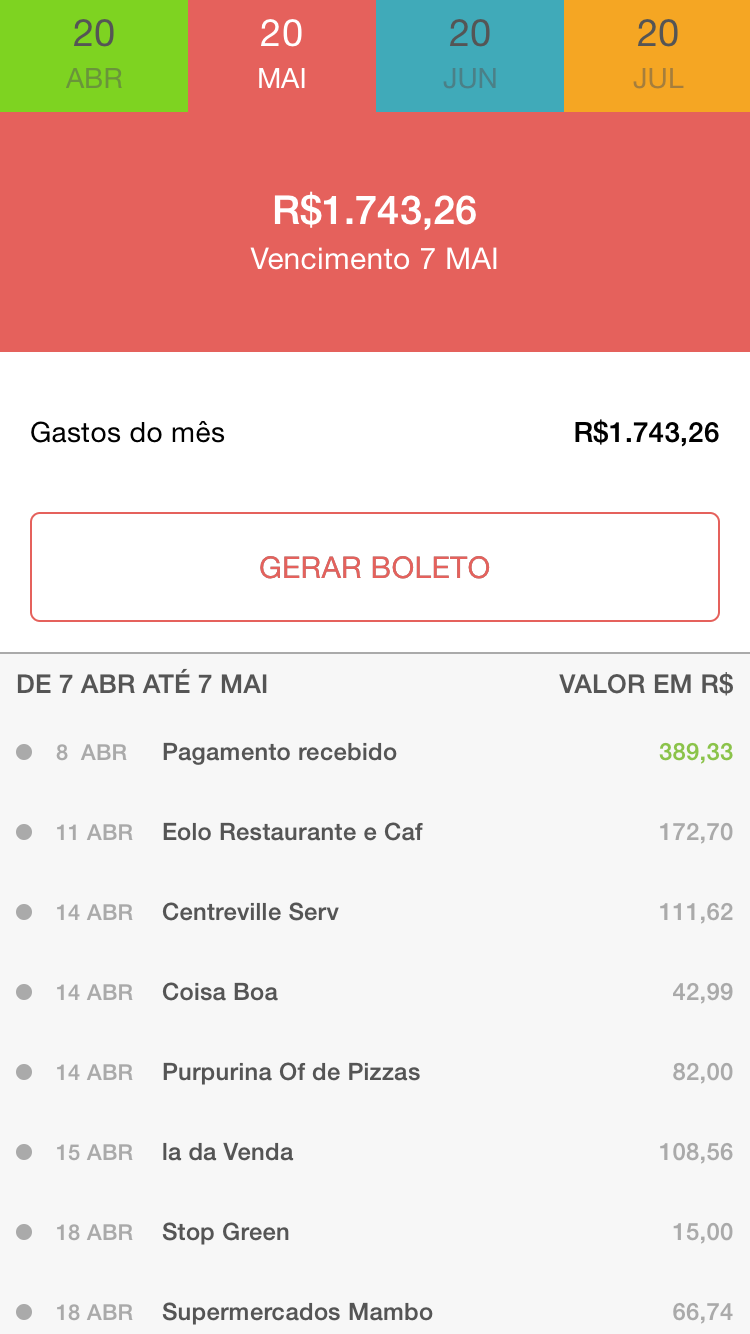 20 20 20 20
ABR MAI JUN JUL
R$1.743,26
Vencimento 7 MAI
Gastos do mês R$1.743,26
GERAR BOLETO
DE 7 ABR ATÉ 7 MAI VALOR EM R$
8 ABR Pagamento recebido 389,33
11 ABR Eolo Restaurante e Caf 172,70
14 ABR Centreville Serv 111,62
14 ABR Coisa Boa 42,99
14 ABR Purpurina Of de Pizzas 82,00
15 ABR la da Venda 108,56
18 ABR Stop Green 15,00
18 ABR Supermercados Mambo 66,74